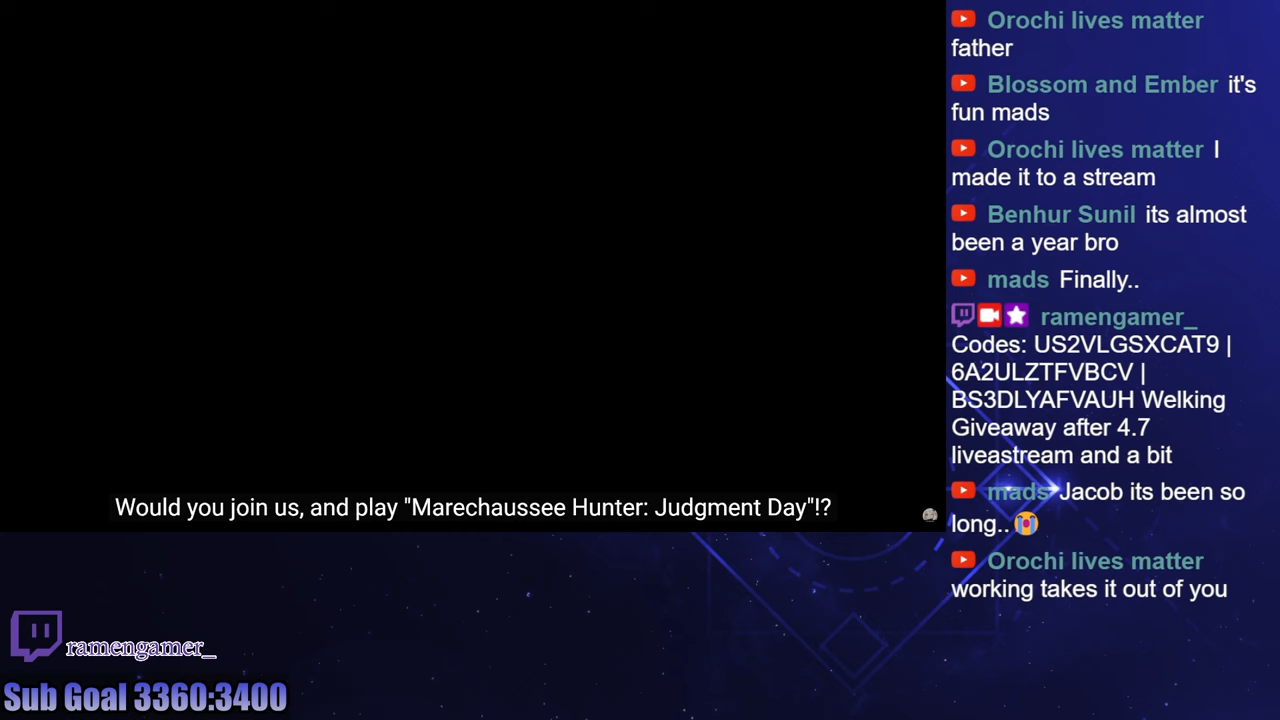 Would you join us, and play "Marechaussee Hunter: Judgment Day"!?
ramengamer_
Sub Goal 3360:3400
Orochi lives matter
father
Blossom and Ember it's
fun mads
Orochi lives matter I
made it to a stream
Benhur Sunil its almost
been a year bro
mads Finally..
ramengamer_
Codes: US2VLGSXCAT9 |
6A2ULZTFVBCV |
BS3DLYAFVAUH Welking
Giveaway after 4.7
liveastream and a bit
mads Jacob its been so
long..😭
Orochi lives matter
working takes it out of you